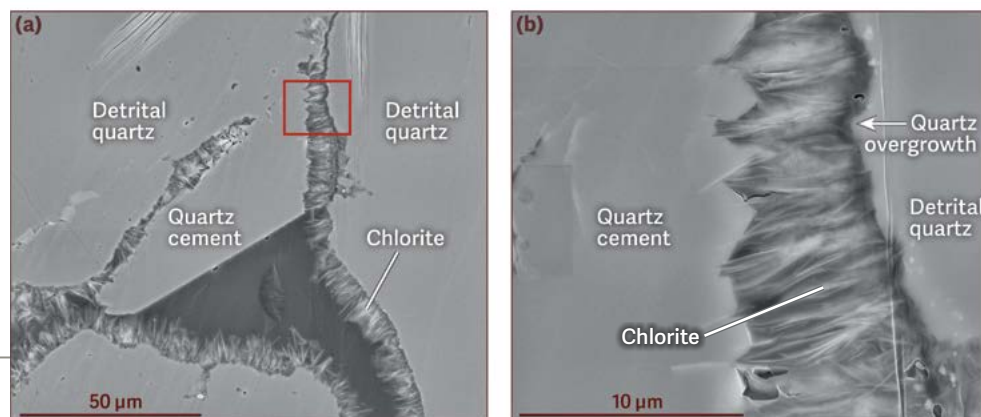 (a)
Detrital
quartz
Detrital
quartz
Quartz
cement
Chlorite
50 μm
(b)
Quartz
overgrowth
Quartz
cement
Detrital
quartz
Chlorite
10 μm